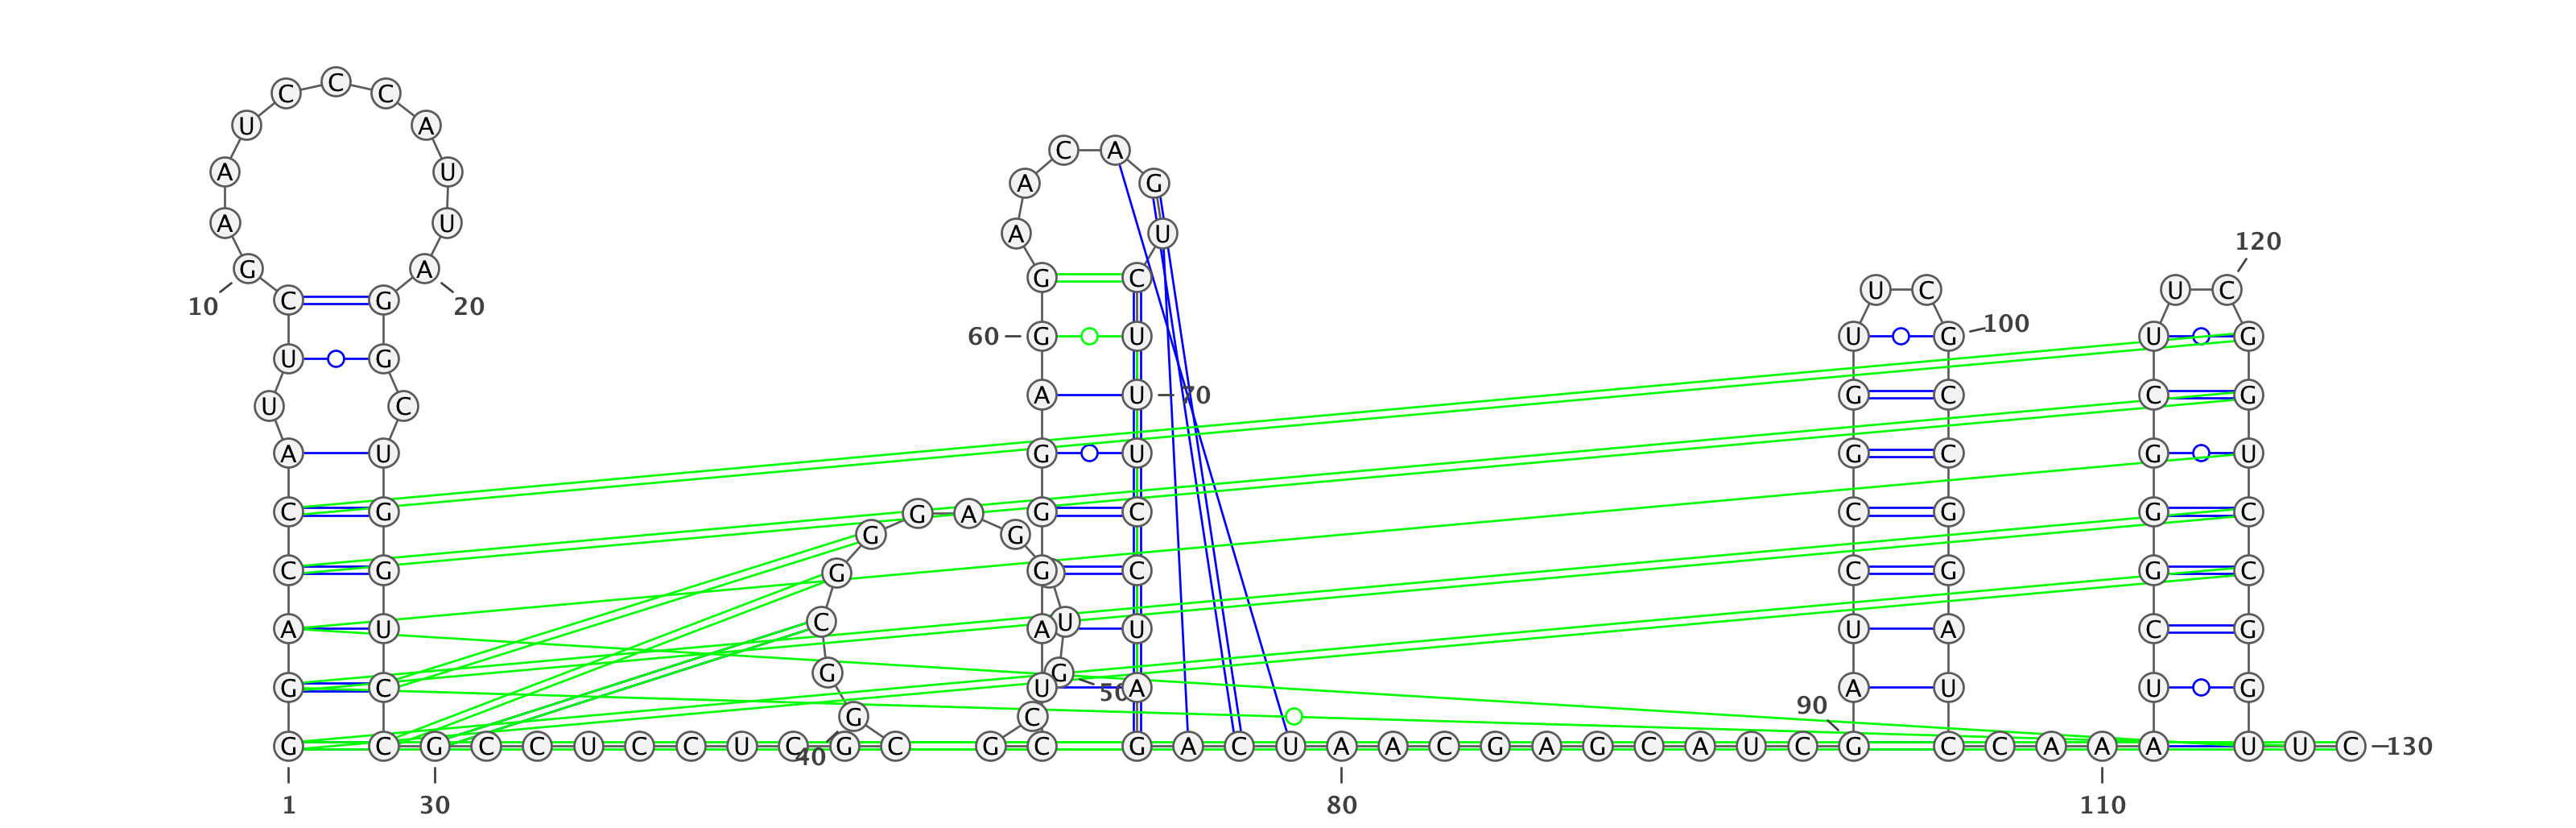 G G A C C A U U C
G A A U C C C A U U A
G G C U G G U C C
G C C U C C U C G C
G G C G G G A G
U G C G C
U A G G G A G G
A A C A G U
C U U U C C U A
G A C U A A C G A G C A U C
G A U C C G G U
U C
G C C G G A U C
C A A
A U C G G G C U
U C
G G U C C G G U
U C
1
10
20
30
40
50
60
70
80
90
100
110
120
130